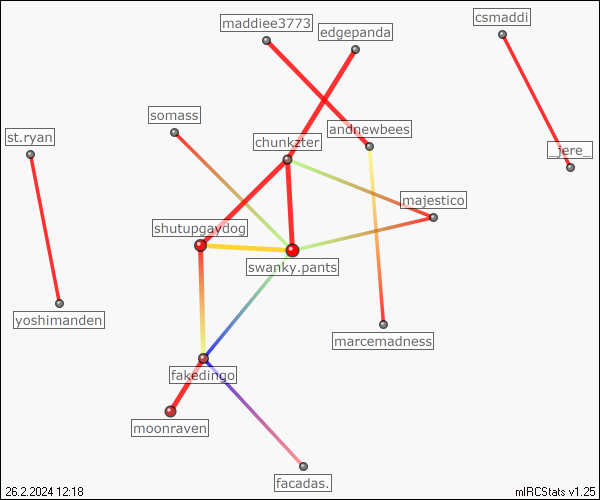 maddiee3773
edgepanda
csmaddi
somass
andnewbees
st.ryan
chunkzter
_jere_
majestico
shutupgaydog
swanky.pants
yoshimanden
marcemadness
fakedingo
moonraven
facadas.
26.2.2024 12:18
mIRCStats v1.25